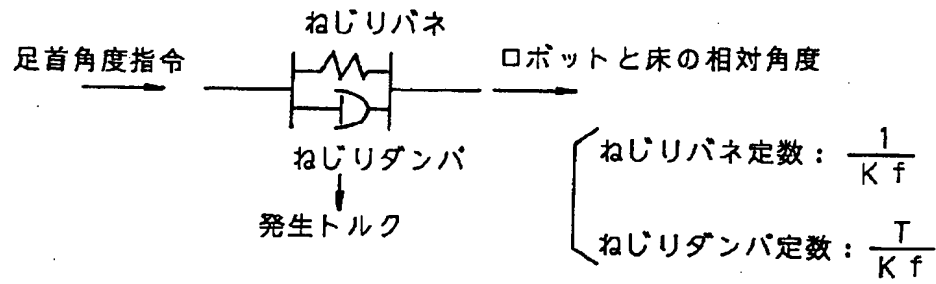 ねじりバネ
足首角度指令
ロボットと床の相対角度
ねじりダンパ
発生トルク
ねじりバネ定数：1/Kf
ねじりダンパ定数：T/Kf